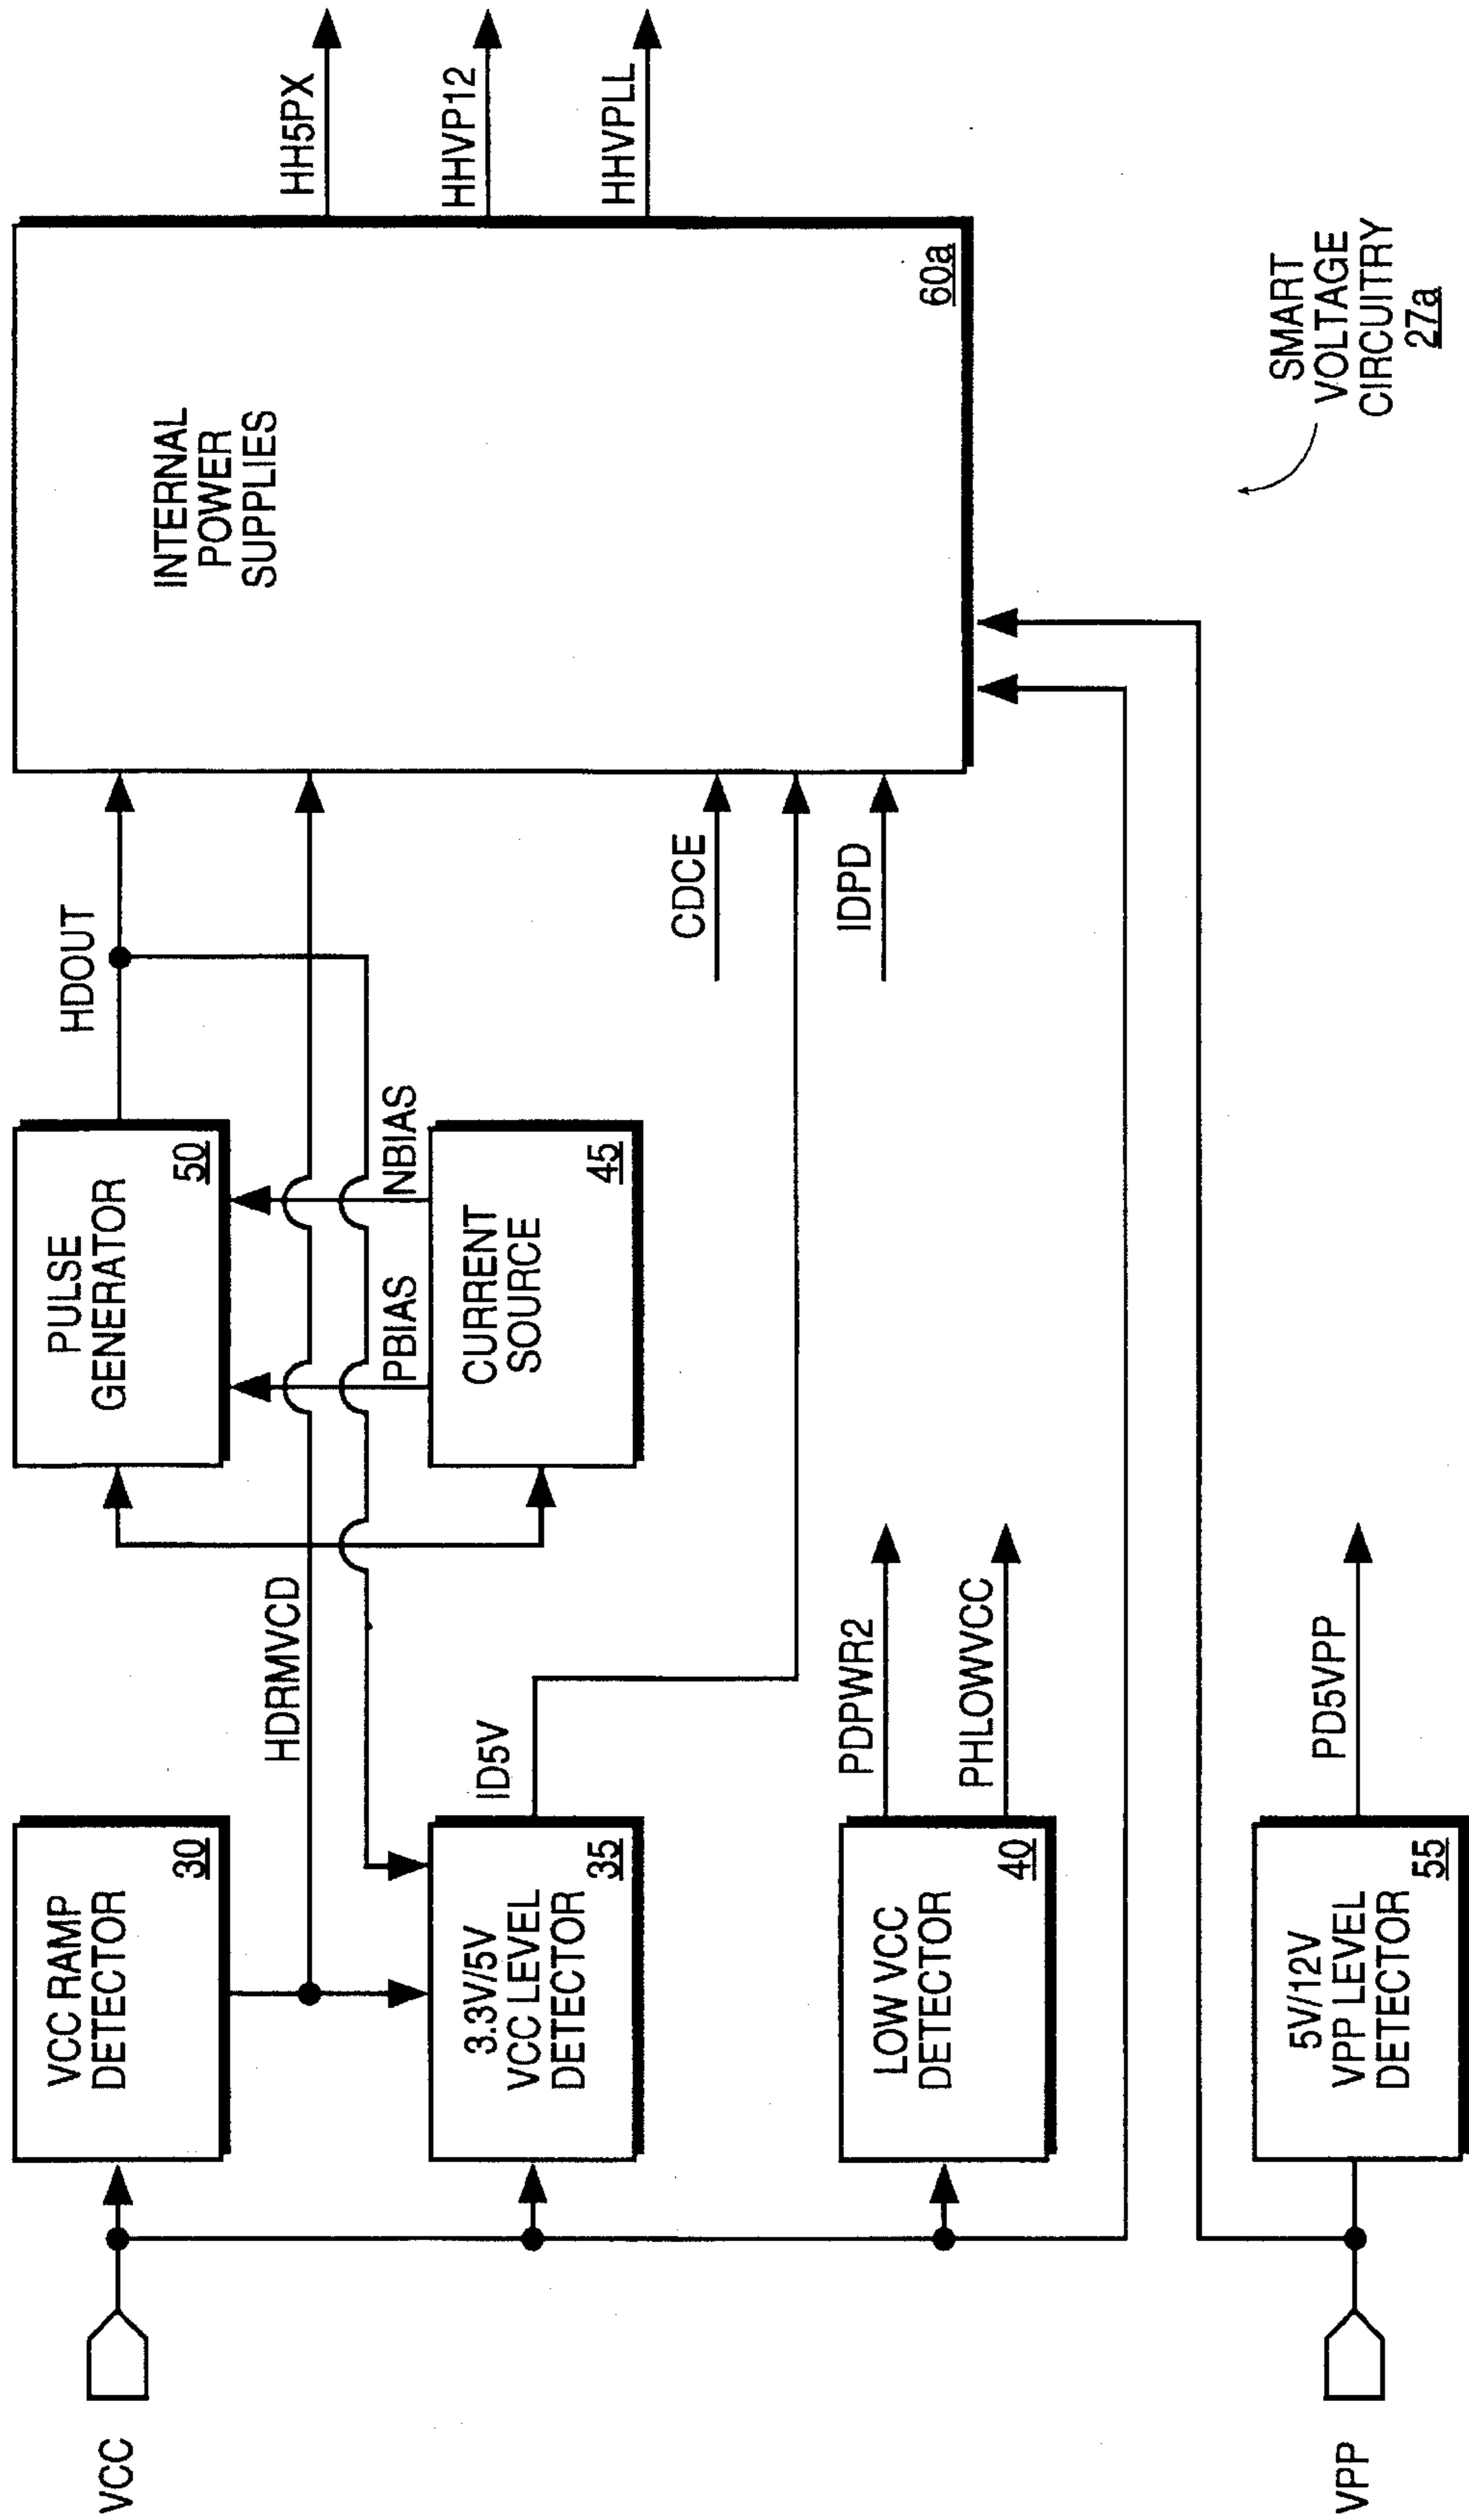 VCC
VCC RAMP
DETECTOR
30
HDRMVCD
PULSE
GENERATOR
50
HDOUT
INTERNAL
POWER
SUPPLIES
60a
HH5PX
HHVP12
HHVPLL
PBIAS
NBIAS
3.3V/5V
VCC LEVEL
DETECTOR
35
ID5V
CURRENT
SOURCE
45
CDCE
IDPD
LOW VCC
DETECTOR
40
PDPWR2
PHLOWVCC
VPP
5V/12V
VPP LEVEL
DETECTOR
55
PD5VPP
SMART
VOLTAGE
CIRCUITRY
27a